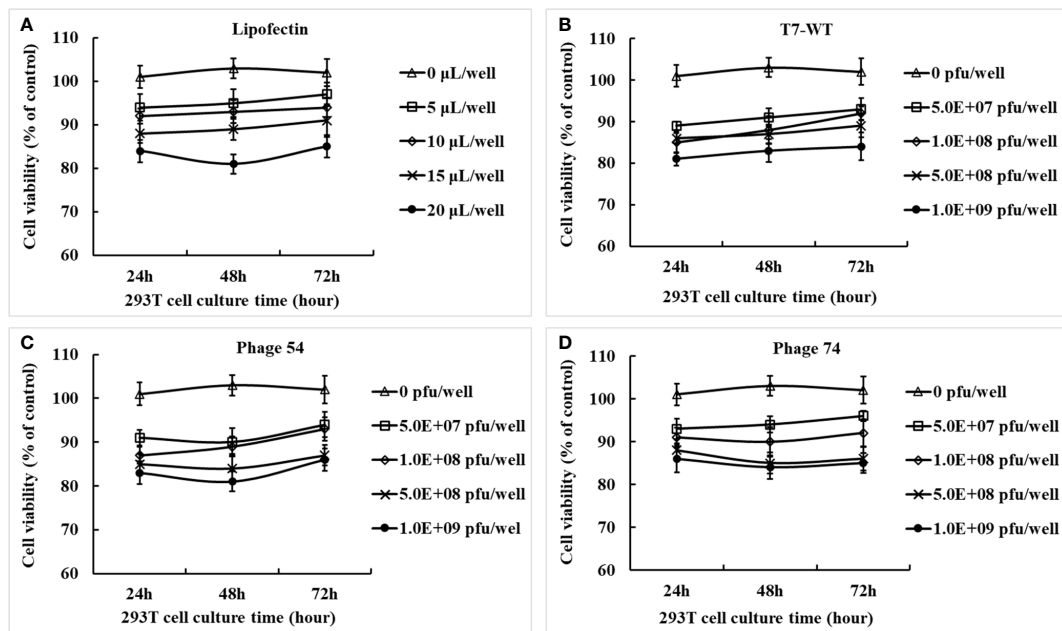 A
Lipofectin
110
100
90
80
70
60
Cell viability (% of control)
24h 48h 72h
293T cell culture time (hour)
0 µL/well
5 µL/well
10 µL/well
15 µL/well
20 µL/well
B
T7-WT
110
100
90
80
70
60
Cell viability (% of control)
24h 48h 72h
293T cell culture time (hour)
0 pfu/well
5.0E+07 pfu/well
1.0E+08 pfu/well
5.0E+08 pfu/well
1.0E+09 pfu/well
C
Phage 54
110
100
90
80
70
60
Cell viability (% of control)
24h 48h 72h
293T cell culture time (hour)
0 pfu/well
5.0E+07 pfu/well
1.0E+08 pfu/well
5.0E+08 pfu/well
1.0E+09 pfu/wel
D
Phage 74
110
100
90
80
70
60
Cell viability (% of control)
24h 48h 72h
293T cell culture time (hour)
0 pfu/well
5.0E+07 pfu/well
1.0E+08 pfu/well
5.0E+08 pfu/well
1.0E+09 pfu/well